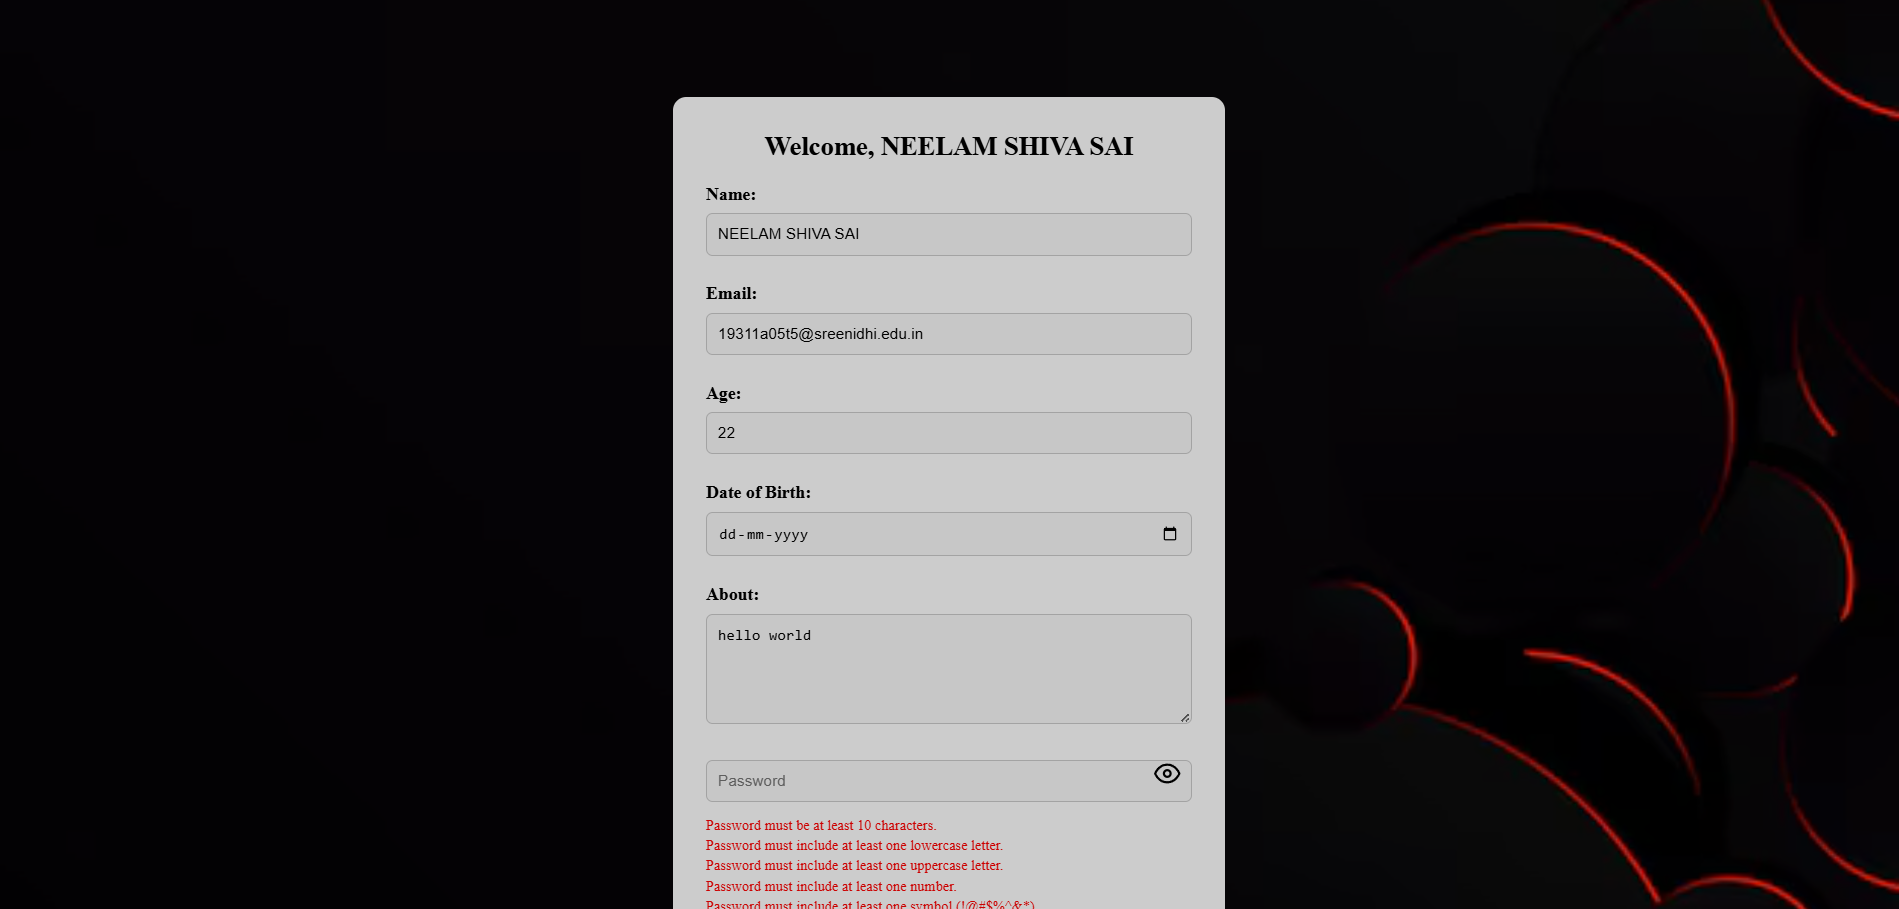 Welcome, NEELAM SHIVA SAI
Name:
NEELAM SHIVA SAI
Email:
19311a05t5@sreenidhi.edu.in
Age:
22
Date of Birth:
dd-mm-yyyy
About:
hello world
Password
Password must be at least 10 characters.
Password must include at least one lowercase letter.
Password must include at least one uppercase letter.
Password must include at least one number.
Password must include at least one symbol (!@#$%^&*)